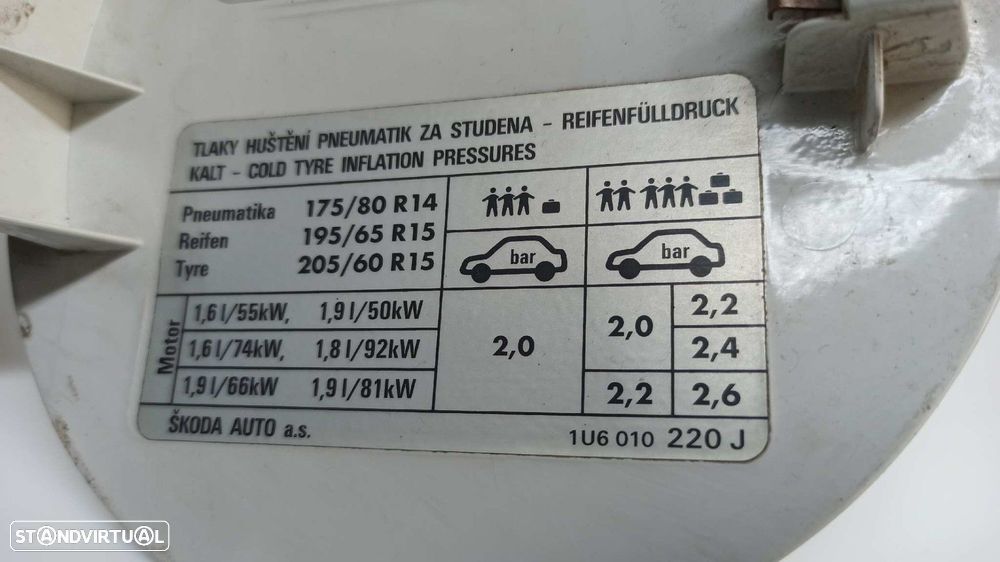 TLAKY HUŠTĚNÍ PNEUMATIK ZA STUDENA - REIFENFÜLLDRUCK
KALT - COLD TYRE INFLATION PRESSURES
Pneumatika 175/80 R14
Reifen 195/65 R15
Tyre 205/60 R15
bar bar
Motor
1,6 l/55kW, 1,9 l/50kW 2,0 2,0 2,2
1,6 l/74kW, 1,8 l/92kW 2,4
1,9 l/66kW 1,9 l/81kW 2,2 2,6
ŠKODA AUTO a.s. 1U6 010 220 J
STANDVIRTUAL